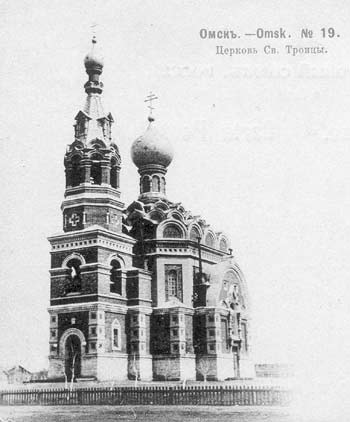 Омскъ. — Omsk. № 19.
Церковь Св. Троицы.